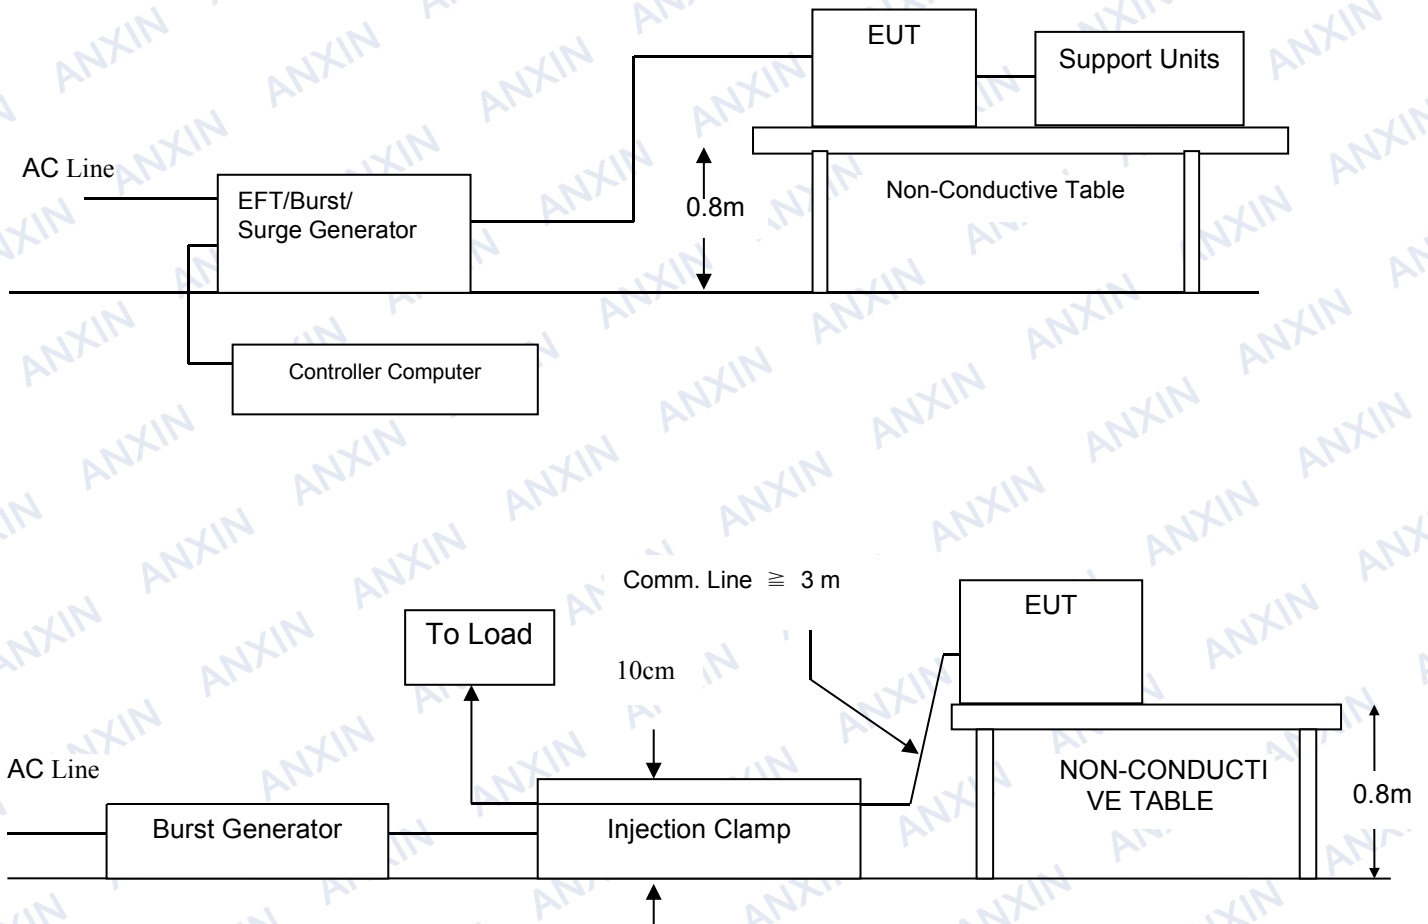 EUT
Support Units
AC Line
EFT/Burst/
Surge Generator
0.8m
Non-Conductive Table
Controller Computer
Comm. Line ≧ 3 m
EUT
To Load
10cm
AC Line
NON-CONDUCTI
VE TABLE
0.8m
Burst Generator
Injection Clamp
ANXIN